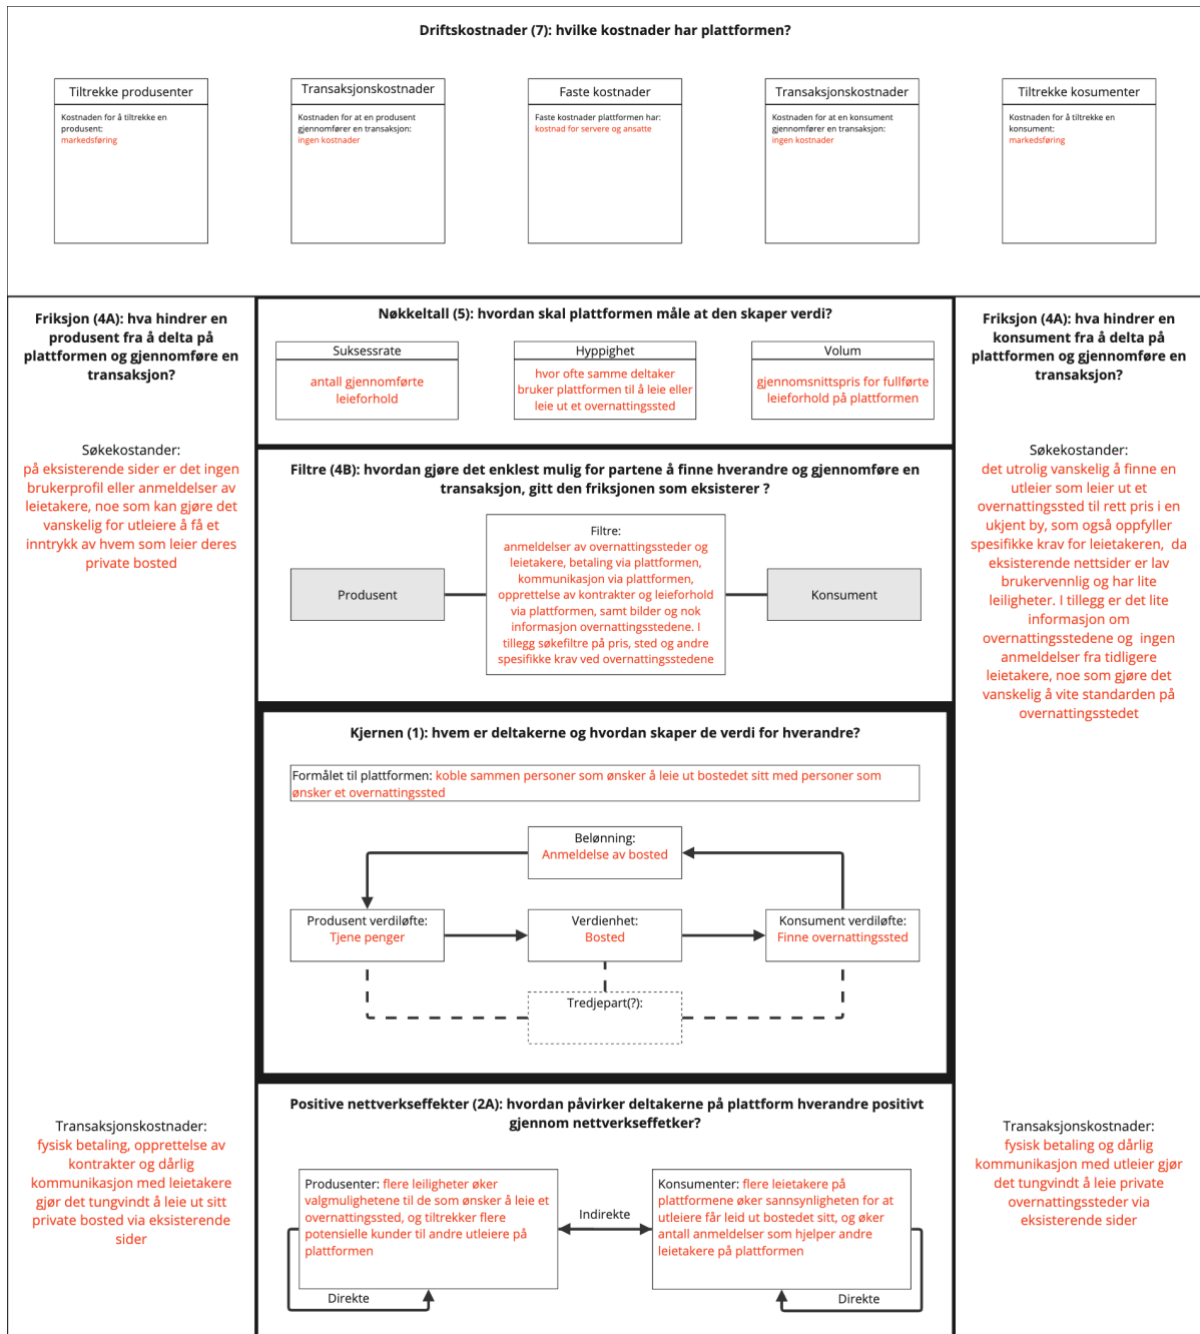 Driftskostnader (7): hvilke kostnader har plattformen?
Tiltrekke produsenter
Kostnaden for å tiltrekke en
produsent:
markedsføring
Transaksjonskostnader
Kostnaden for at en produsent
gjennomfører en transaksjon:
ingen kostnader
Faste kostnader
Faste kostnader plattformen har:
kostnad for servere og ansatte
Transaksjonskostnader
Kostnaden for at en konsument
gjennomfører en transaksjon:
ingen kostnader
Tiltrekke kosumenter
Kostnaden for å tiltrekke en
konsument:
markedsføring
Friksjon (4A): hva hindrer en
produsent fra å delta på
plattformen og gjennomføre en
transaksjon?
Søkekostander:
på eksisterende sider er det ingen
brukerprofil eller anmeldelser av
leietakere, noe som kan gjøre det
vanskelig for utleiere å få et
inntrykk av hvem som leier deres
private bosted
Transaksjonskostnader:
fysisk betaling, opprettelse av
kontrakter og dårlig
kommunikasjon med leietakere
gjør det tungvindt å leie ut sitt
private bosted via eksisterende
sider
Nøkkeltall (5): hvordan skal plattformen måle at den skaper verdi?
Suksessrate
antall gjennomførte
leieforhold
Hyppighet
hvor ofte samme deltaker
bruker plattformen til å leie eller
leie ut et overnattingssted
Volum
gjennomsnittspris for fullførte
leieforhold på plattformen
Filtre (4B): hvordan gjøre det enklest mulig for partene å finne hverandre og gjennomføre en
transaksjon, gitt den friksjonen som eksisterer ?
Produsent
Filtre:
anmeldelser av overnattingssteder og
leietakere, betaling via plattformen,
kommunikasjon via plattformen,
opprettelse av kontrakter og leieforhold
via plattformen, samt bilder og nok
informasjon overnattingsstedene. I
tillegg søkefiltre på pris, sted og andre
spesifikke krav ved overnattingsstedene
Konsument
Kjernen (1): hvem er deltakerne og hvordan skaper de verdi for hverandre?
Formålet til plattformen: koble sammen personer som ønsker å leie ut bostedet sitt med personer som
ønsker et overnattingssted
Belønning:
Anmeldelse av bosted
Produsent verdiløfte:
Tjene penger
Verdienhet:
Bosted
Konsument verdiløfte:
Finne overnattingssted
Tredjepart(?):
Positive nettverkseffekter (2A): hvordan påvirker deltakerne på plattform hverandre positivt
gjennom nettverkseffetker?
Produsenter: flere leiligheter øker
valgmulighetene til de som ønsker å leie et
overnattingssted, og tiltrekker flere
potensielle kunder til andre utleiere på
plattformen
Indirekte
Konsumenter: flere leietakere på
plattformene øker sannsynligheten for at
utleiere får leid ut bostedet sitt, og øker
antall anmeldelser som hjelper andre
leietakere på plattformen
Direkte
Direkte
Friksjon (4A): hva hindrer en
konsument fra å delta på
plattformen og gjennomføre en
transaksjon?
Søkekostander:
det utrolig vanskelig å finne en
utleier som leier ut et
overnattingssted til rett pris i en
ukjent by, som også oppfyller
spesifikke krav for leietakeren, da
eksisterende nettsider er lav
brukervennlig og har lite
leiligheter. I tillegg er det lite
informasjon om
overnattingsstedene og ingen
anmeldelser fra tidligere
leietakere, noe som gjøre det
vanskelig å vite standarden på
overnattingsstedet
Transaksjonskostnader:
fysisk betaling og dårlig
kommunikasjon med utleier gjør
det tungvindt å leie private
overnattingssteder via
eksisterende sider